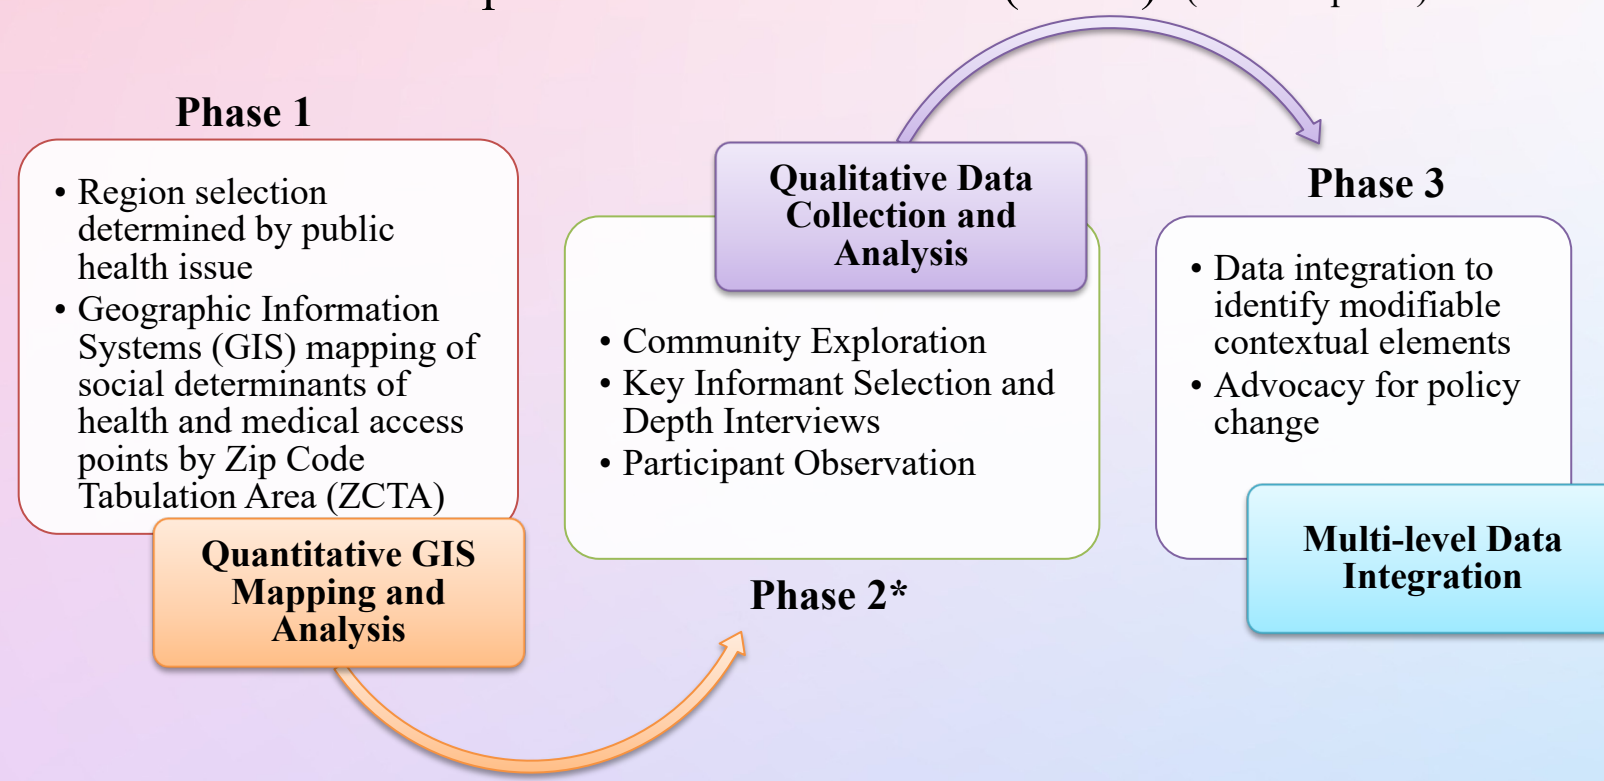 Phase 1
• Region selection
determined by public
health issue
• Geographic Information
Systems (GIS) mapping of
social determinants of
health and medical access
points by Zip Code
Tabulation Area (ZCTA)
Quantitative GIS
Mapping and
Analysis
Qualitative Data
Collection and
Analysis
• Community Exploration
• Key Informant Selection and
Depth Interviews
• Participant Observation
Phase 2*
Phase 3
• Data integration to
identify modifiable
contextual elements
• Advocacy for policy
change
Multi-level Data
Integration